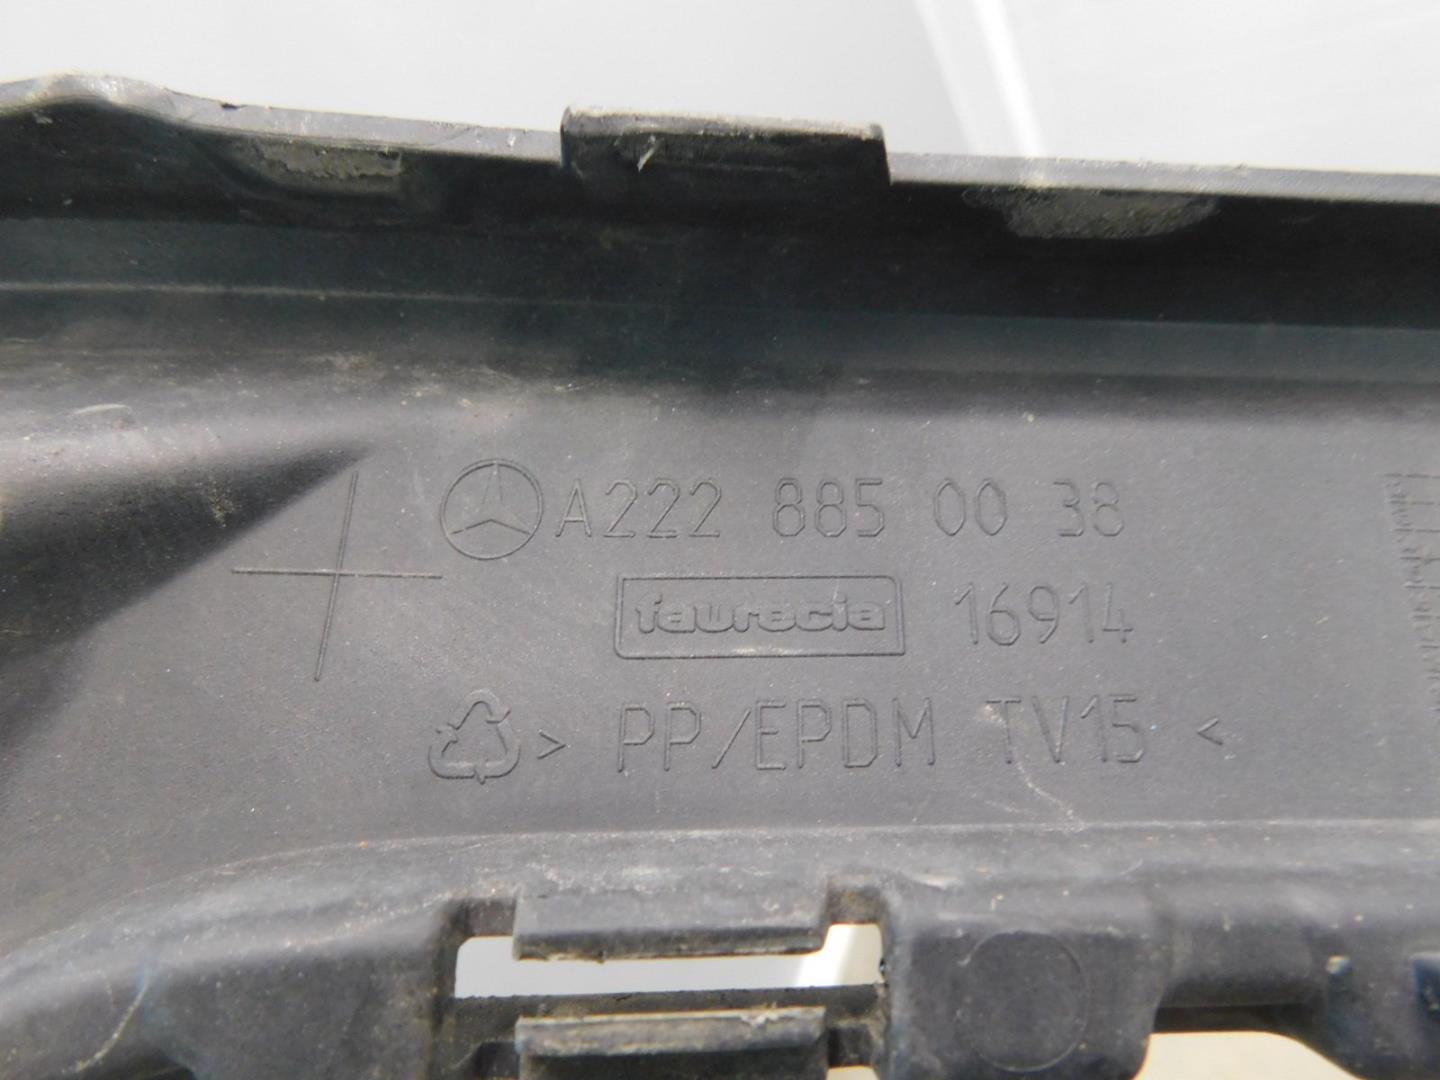 A222 885 00 38
faurecia 16914
> PP/EPDM TV15 <